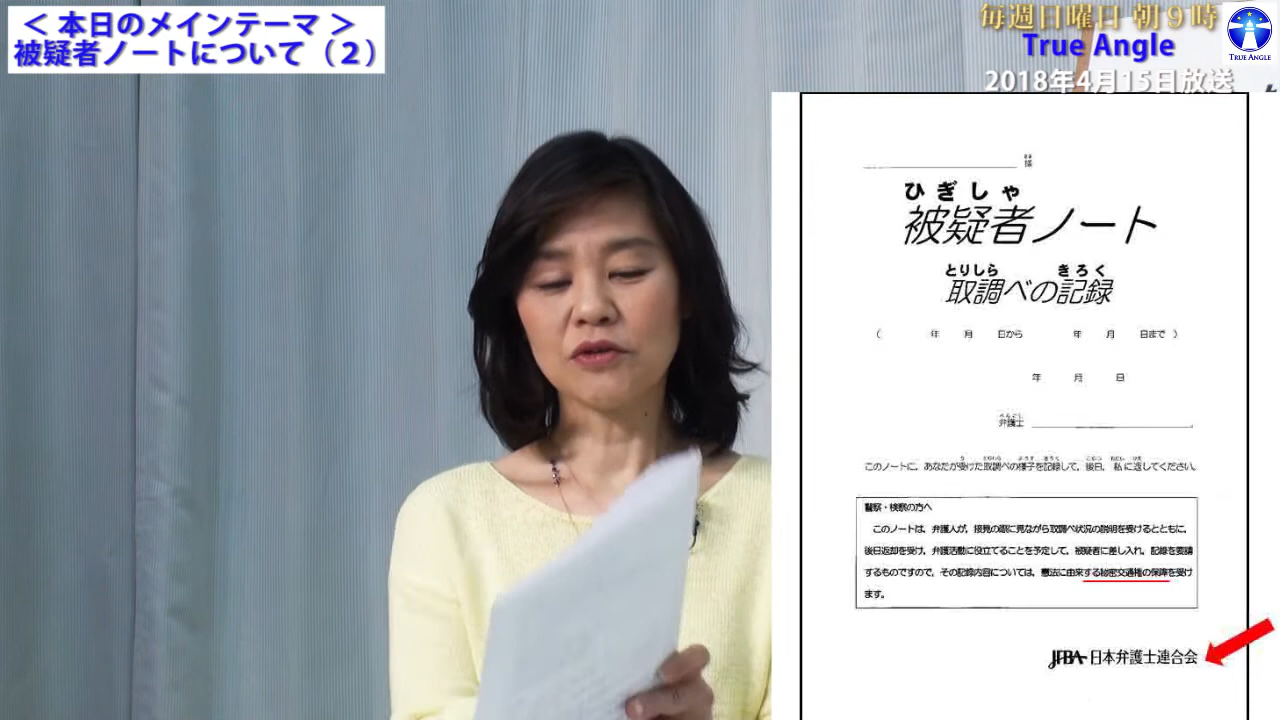 ＜ 本日のメインテーマ ＞
被疑者ノートについて（２）
毎週日曜日 朝９時
True Angle
2018年4月15日放送
TRUE ANGLE
様
ひぎしゃ
被疑者ノート
とりしら きろく
取調べの記録
（ 年 月 日から 年 月 日まで ）
年 月 日
べんごし
弁護士
このノートに、あなたが受けた取調べの様子を記録して、後日、私に返してください。
警察・検察の方へ
このノートは、弁護人が、接見の際に見ながら取調べ状況の説明を受けるとともに、
後日返却を受け、弁護活動に役立てることを予定して、被疑者に差し入れ、記録を要請
するものですので、その記録内容については、憲法に由来する秘密交通権の保障を受け
ます。
JFBA 日本弁護士連合会